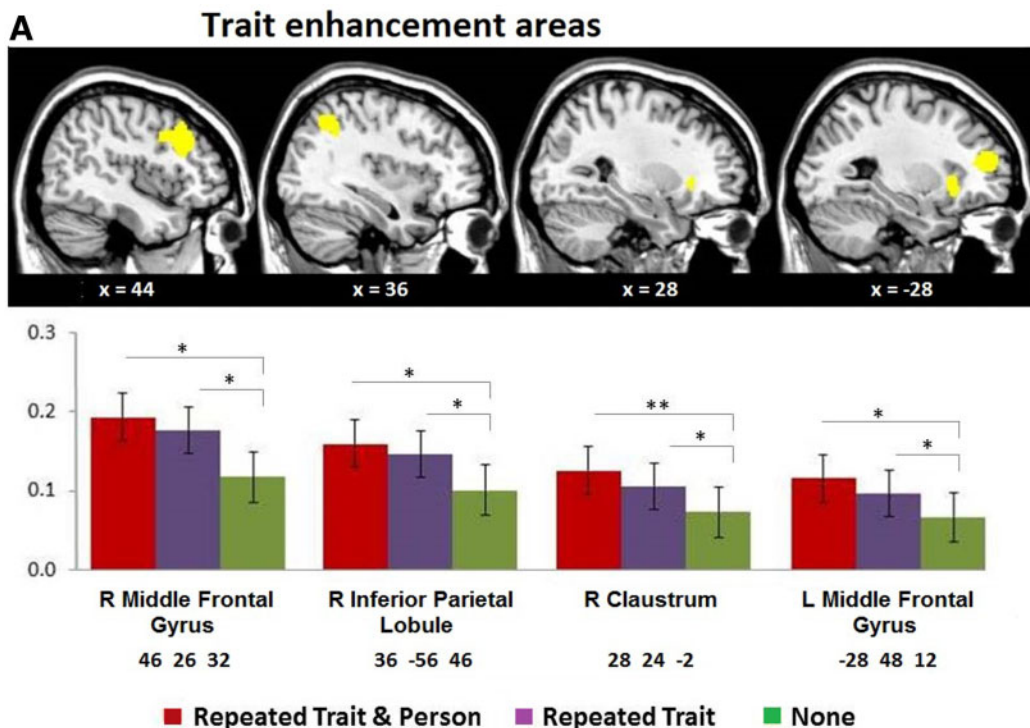 A
Trait enhancement areas
x = 44 x = 36 x = 28 x = -28
0.3
0.2
0.1
0.0
* * * * ** * * *
R Middle Frontal Gyrus
46 26 32
R Inferior Parietal Lobule
36 -56 46
R Claustrum
28 24 -2
L Middle Frontal Gyrus
-28 48 12
Repeated Trait & Person Repeated Trait None